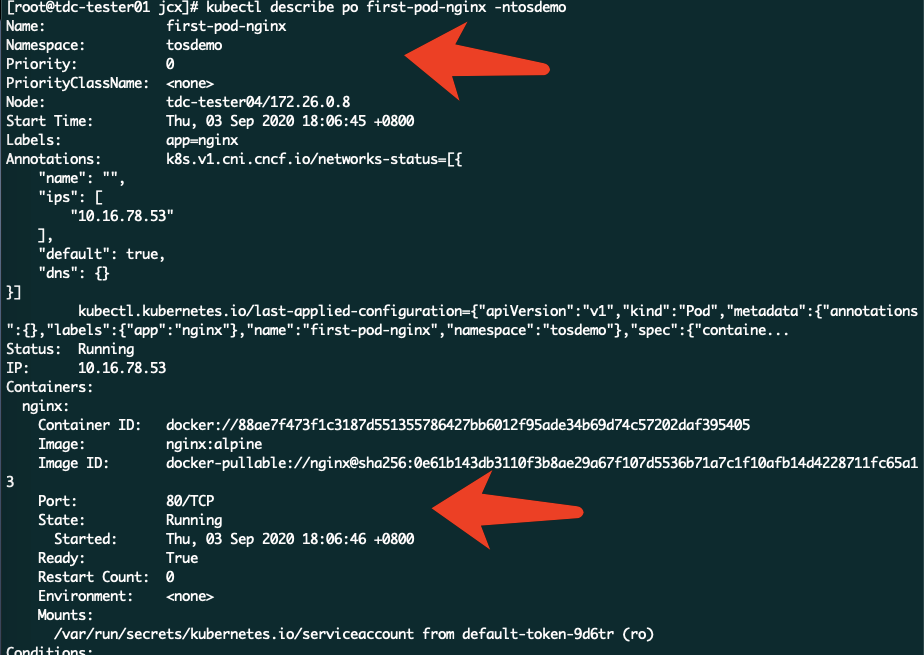 [root@tdc-tester01 jcx]# kubectl describe po first-pod-nginx -ntosdemo
Name: first-pod-nginx
Namespace: tosdemo
Priority: 0
PriorityClassName: <none>
Node: tdc-tester04/172.26.0.8
Start Time: Thu, 03 Sep 2020 18:06:45 +0800
Labels: app=nginx
Annotations: k8s.v1.cni.cncf.io/networks-status=[{
"name": "",
"ips": [
"10.16.78.53"
],
"default": true,
"dns": {}
}]
kubectl.kubernetes.io/last-applied-configuration={"apiVersion":"v1","kind":"Pod","metadata":{"annotations
":{},"labels":{"app":"nginx"},"name":"first-pod-nginx","namespace":"tosdemo"},"spec":{"containe...
Status: Running
IP: 10.16.78.53
Containers:
nginx:
Container ID: docker://88ae7f473f1c3187d551355786427bb6012f95ade34b69d74c57202daf395405
Image: nginx:alpine
Image ID: docker-pullable://nginx@sha256:0e61b143db3110f3b8ae29a67f107d5536b71a7c1f10afb14d4228711fc65a1
3
Port: 80/TCP
State: Running
Started: Thu, 03 Sep 2020 18:06:46 +0800
Ready: True
Restart Count: 0
Environment: <none>
Mounts:
/var/run/secrets/kubernetes.io/serviceaccount from default-token-9d6tr (ro)
Conditions: